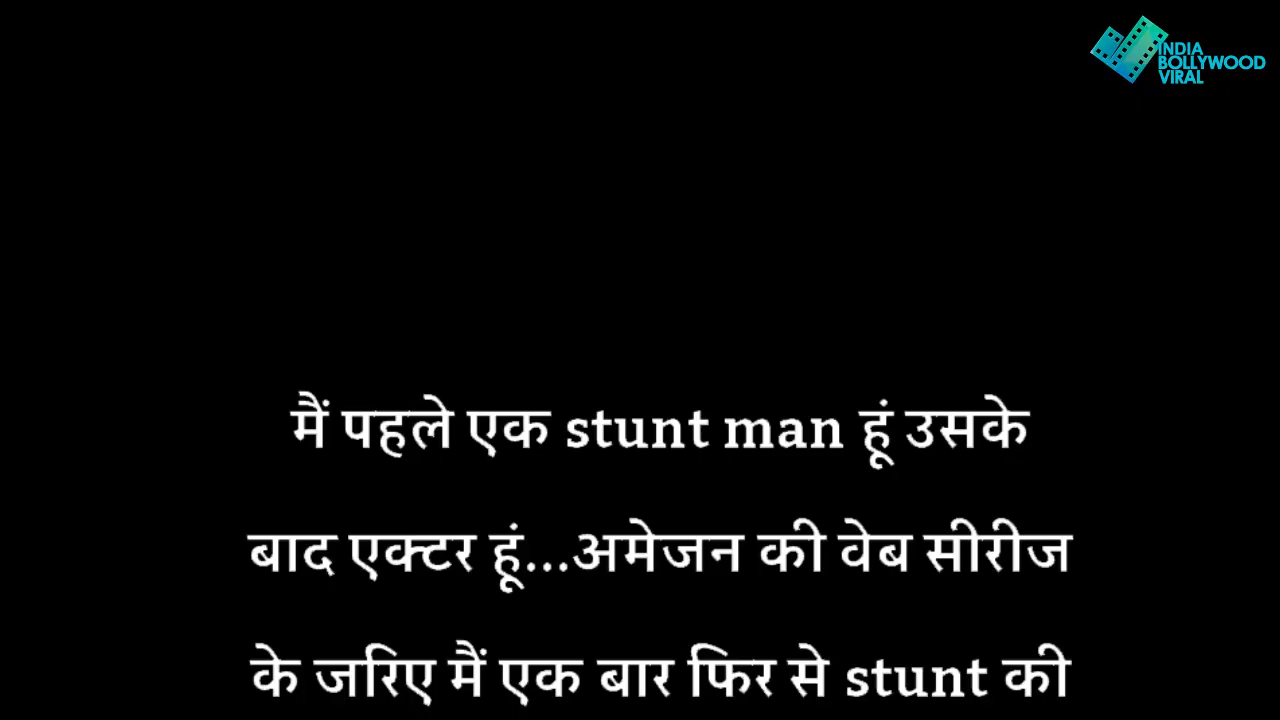 INDIA
BOLLYWOOD
VIRAL
मैं पहले एक stunt man हूं उसके
बाद एक्टर हूं...अमेजन की वेब सीरीज
के जरिए मैं एक बार फिर से stunt की